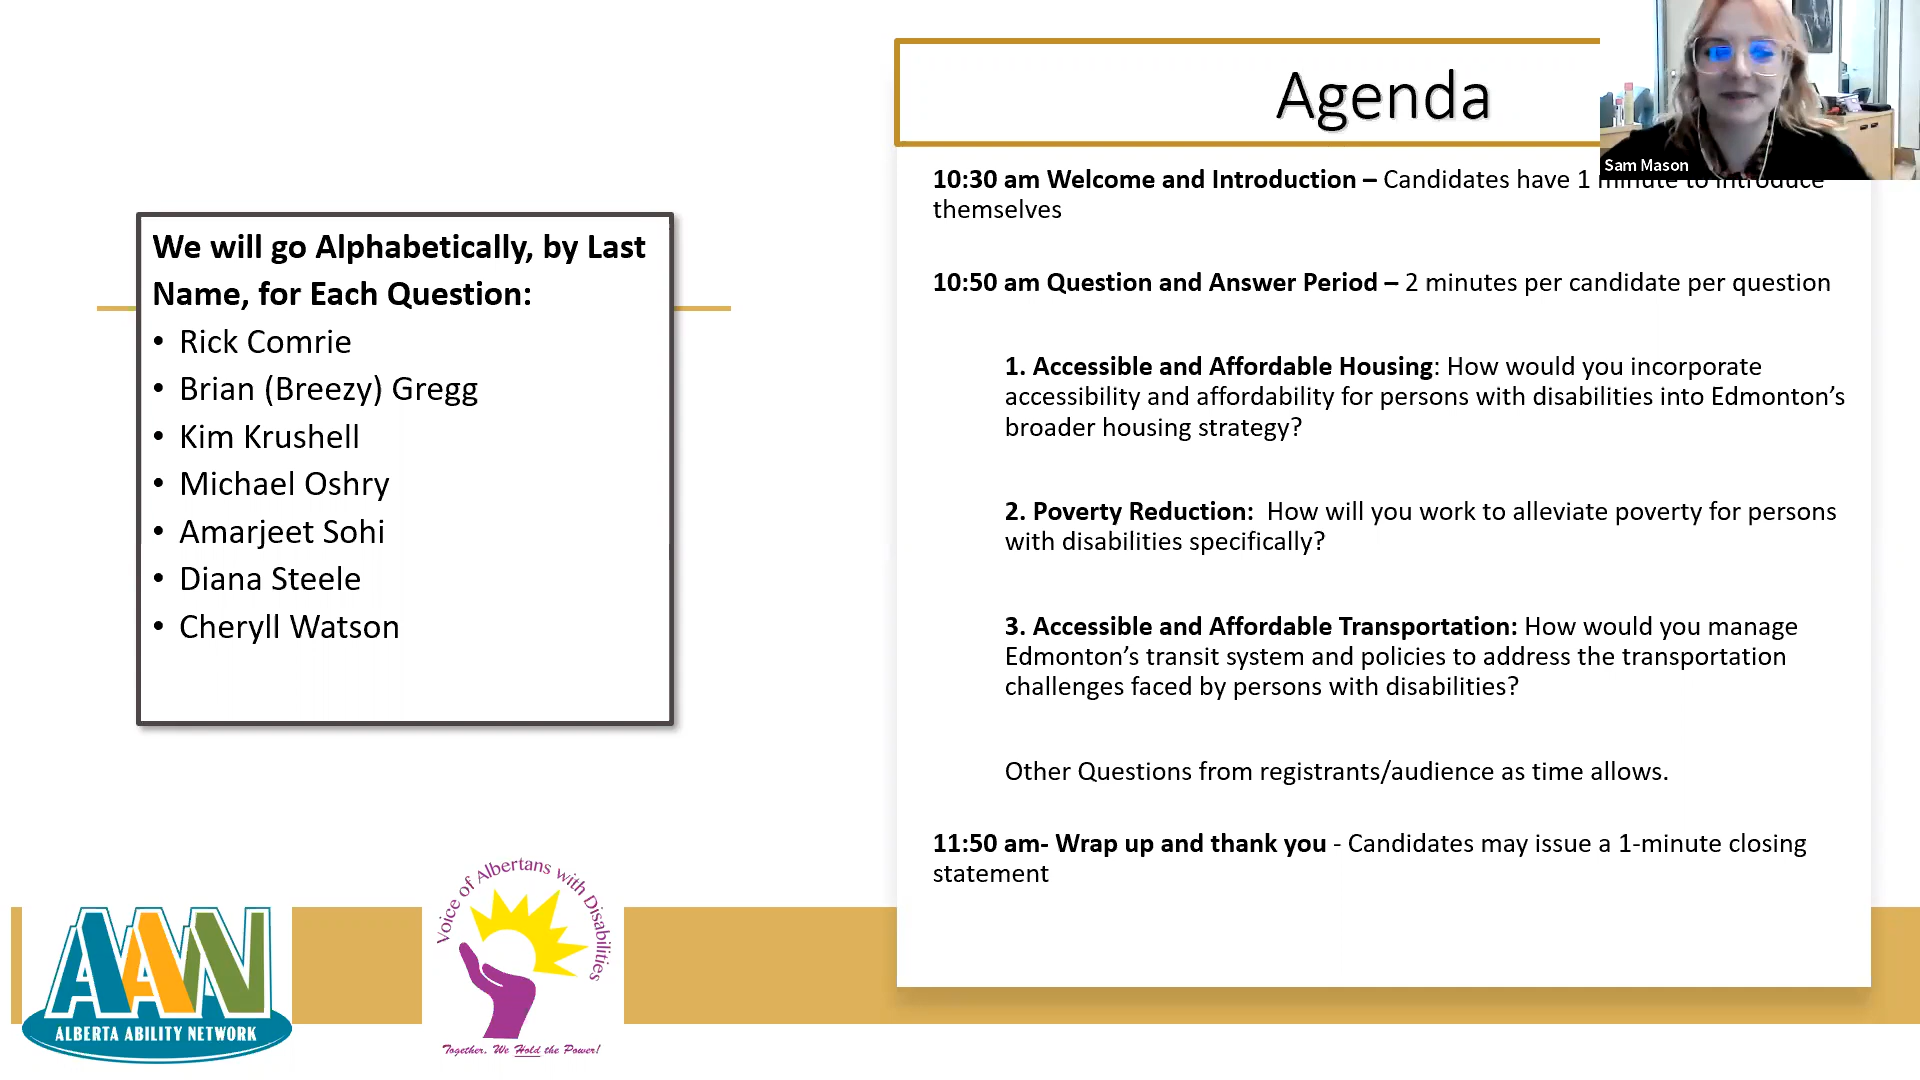 We will go Alphabetically, by Last
Name, for Each Question:
• Rick Comrie
• Brian (Breezy) Gregg
• Kim Krushell
• Michael Oshry
• Amarjeet Sohi
• Diana Steele
• Cheryll Watson
Agenda
Sam Mason
10:30 am Welcome and Introduction – Candidates have 1 minute to introduce
themselves
10:50 am Question and Answer Period – 2 minutes per candidate per question
1. Accessible and Affordable Housing: How would you incorporate
accessibility and affordability for persons with disabilities into Edmonton’s
broader housing strategy?
2. Poverty Reduction:  How will you work to alleviate poverty for persons
with disabilities specifically?
3. Accessible and Affordable Transportation: How would you manage
Edmonton’s transit system and policies to address the transportation
challenges faced by persons with disabilities?
Other Questions from registrants/audience as time allows.
11:50 am- Wrap up and thank you - Candidates may issue a 1-minute closing
statement
AAN
ALBERTA ABILITY NETWORK
Voice of Albertans with Disabilities
Together, We Hold the Power!